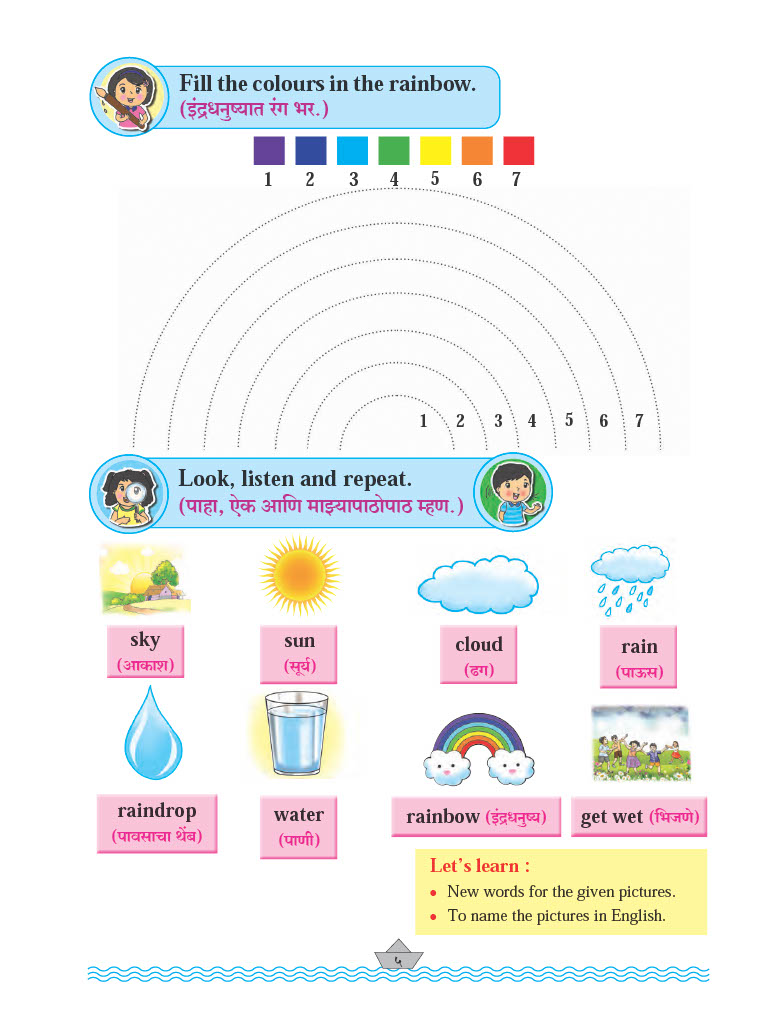 Fill the colours in the rainbow.
(इंद्रधनुष्यात रंग भर.)
1 2 3 4 5 6 7
1 2 3 4 5 6 7
Look, listen and repeat.
(पाहा, ऐक आणि माझ्यापाठोपाठ म्हण.)
sky
(आकाश)
sun
(सूर्य)
cloud
(ढग)
rain
(पाऊस)
raindrop
(पावसाचा थेंब)
water
(पाणी)
rainbow (इंद्रधनुष्य)
get wet (भिजणे)
Let's learn :
• New words for the given pictures.
• To name the pictures in English.
५